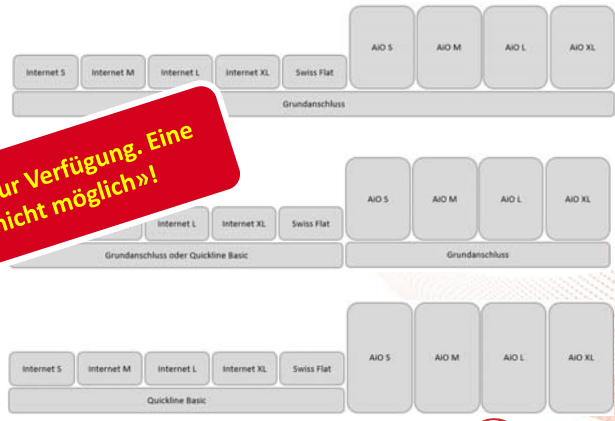 AiO S AiO M AiO L AiO XL
Internet S Internet M Internet L Internet XL Swiss Flat
Grundanschluss
ur Verfügung. Eine
nicht möglich»!
AiO S AiO M AiO L AiO XL
Internet L Internet XL Swiss Flat
Grundanschluss oder Quickline Basic Grundanschluss
AiO S AiO M AiO L AiO XL
Internet S Internet M Internet L Internet XL Swiss Flat
Quickline Basic